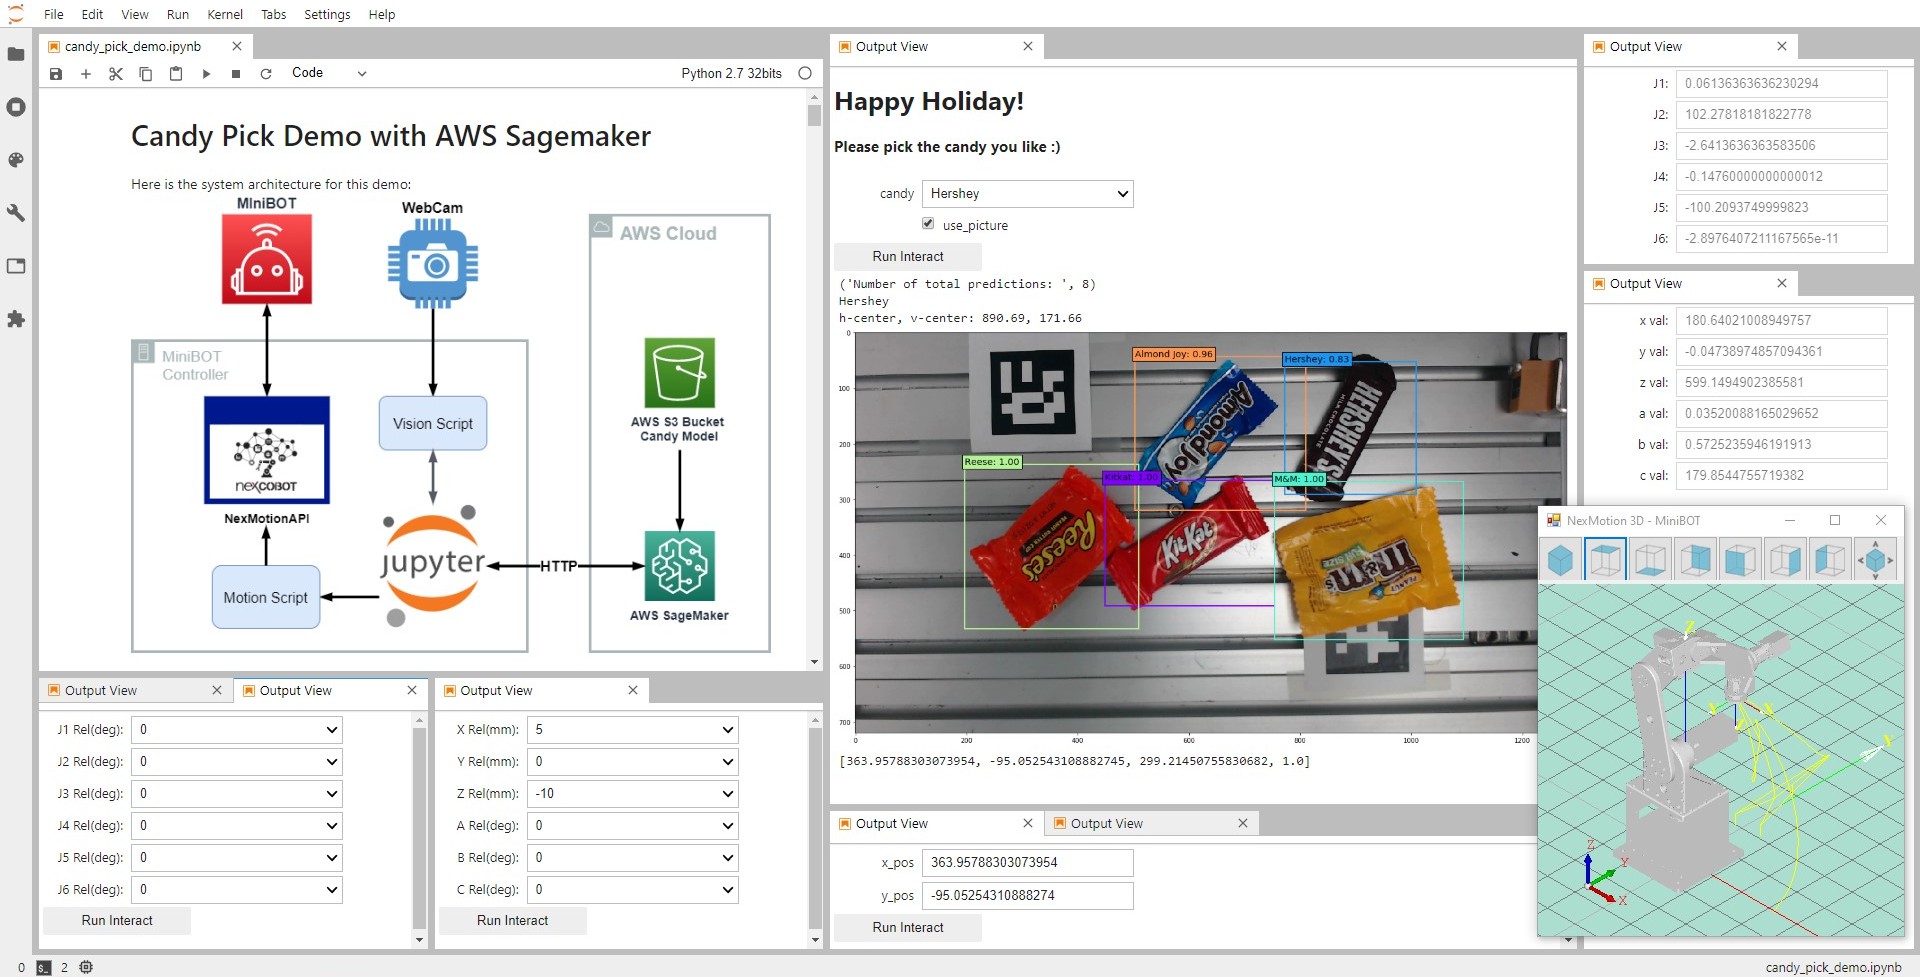 File Edit View Run Kernel Tabs Settings Help
candy_pick_demo.ipynb
Code
Python 2.7 32bits
Candy Pick Demo with AWS Sagemaker
Here is the system architecture for this demo:
MIniBOT
WebCam
AWS Cloud
MiniBOT
Controller
Vision Script
AWS S3 Bucket
Candy Model
nexCOBOT
NexMotionAPI
jupyter
HTTP
Motion Script
AWS SageMaker
Output View
Output View
J1 Rel(deg): 0
J2 Rel(deg): 0
J3 Rel(deg): 0
J4 Rel(deg): 0
J5 Rel(deg): 0
J6 Rel(deg): 0
Run Interact
Output View
X Rel(mm): 5
Y Rel(mm): 0
Z Rel(mm): -10
A Rel(deg): 0
B Rel(deg): 0
C Rel(deg): 0
Run Interact
Output View
Happy Holiday!
Please pick the candy you like :)
candy Hershey
use_picture
Run Interact
('Number of total predictions: ', 8)
Hershey
h-center, v-center: 890.69, 171.66
Almond Joy: 0.96
Hershey: 0.83
Reese: 1.00
Kitkat: 1.00
M&M: 1.00
Almond Joy
HERSHEY'S
MILK CHOCOLATE
Reese's
KitKat
m&m's
PEANUT
0
100
200
300
400
500
600
700
0 200 400 600 800 1000 1200
[363.95788303073954, -95.052543108882745, 299.21450755830682, 1.0]
Output View
Output View
x_pos 363.95788303073954
y_pos -95.05254310888274
Run Interact
Output View
J1: 0.06136363636230294
J2: 102.27818181822778
J3: -2.6413636363583506
J4: -0.14760000000000012
J5: -100.2093749999823
J6: -2.8976407211167565e-11
Output View
x val: 180.64021008949757
y val: -0.04738974857094361
z val: 599.1494902385581
a val: 0.03520088165029652
b val: 0.5725235946191913
c val: 179.8544755719382
NexMotion 3D - MiniBOT
Z
Y
Z
Y
X
0 $_ 2
candy_pick_demo.ipynb